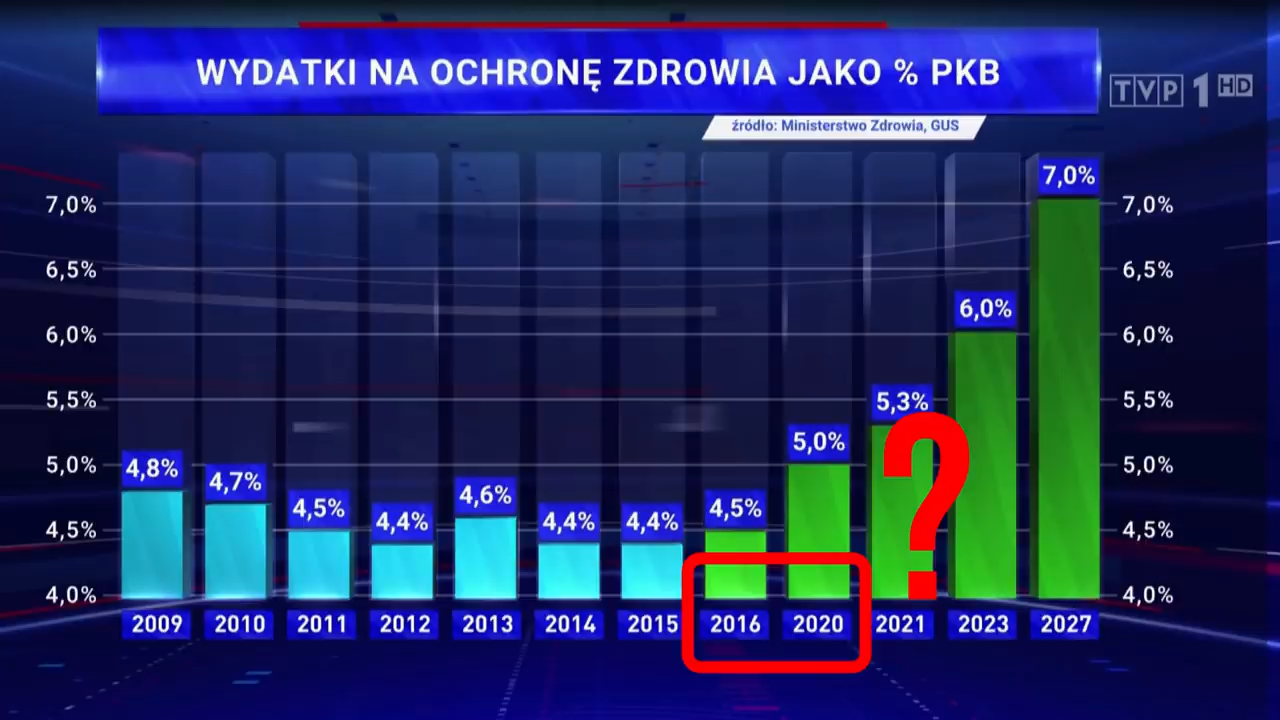 WYDATKI NA OCHRONĘ ZDROWIA JAKO % PKB
TVP 1 HD
źródło: Ministerstwo Zdrowia, GUS
7,0%
7,0% 7,0%
6,5% 6,5%
6,0%
6,0% 6,0%
5,5% 5,3% 5,5%
5,0%
4,8% 5,0% 5,0%
4,7%
4,6%
4,5% 4,5%
4,4% 4,4% 4,4%
4,5% 4,5%
?
4,0% 4,0%
2009 2010 2011 2012 2013 2014 2015 2016 2020 2021 2023 2027